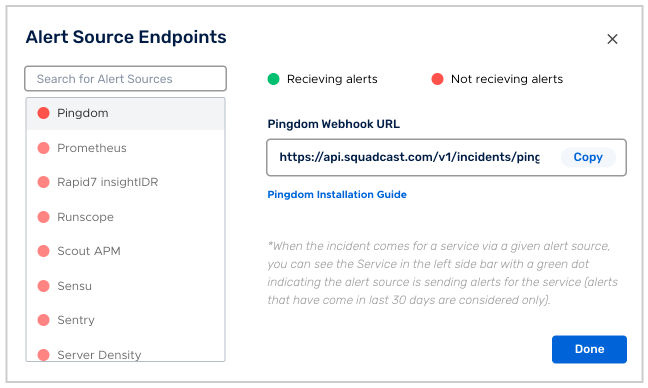 Alert Source Endpoints
Search for Alert Sources
Pingdom
Prometheus
Rapid7 insightIDR
Runscope
Scout APM
Sensu
Sentry
Server Density
Recieving alerts
Not recieving alerts
Pingdom Webhook URL
https://api.squadcast.com/v1/incidents/ping
Copy
Pingdom Installation Guide
*When the incident comes for a service via a given alert source,
you can see the Service in the left side bar with a green dot
indicating the alert source is sending alerts for the service (alerts
that have come in last 30 days are considered only).
Done